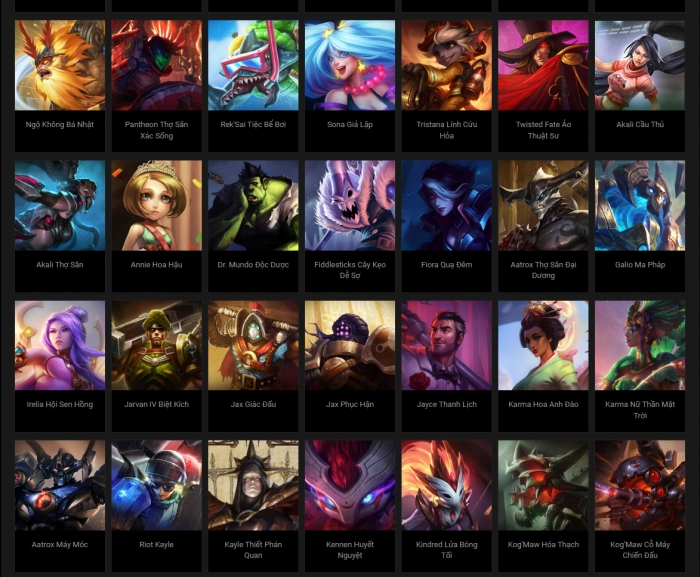 Ngộ Không Bá Nhật
Pantheon Thợ Săn
Xác Sống
Rek'Sai Tiệc Bể Bơi
Sona Giả Lập
Tristana Lính Cứu
Hỏa
Twisted Fate Ảo
Thuật Sư
Akali Cầu Thủ
Akali Thợ Săn
Annie Hoa Hậu
Dr. Mundo Độc Dược
Fiddlesticks Cây Kẹo
Dễ Sợ
Fiora Quạ Đêm
Aatrox Thợ Săn Đại
Dương
Galio Ma Pháp
Irelia Hội Sen Hồng
Jarvan IV Biệt Kích
Jax Giác Đấu
Jax Phục Hận
Jayce Thanh Lịch
Karma Hoa Anh Đào
Karma Nữ Thần Mặt
Trời
Aatrox Máy Móc
Riot Kayle
Kayle Thiết Phán
Quan
Kennen Huyết
Nguyệt
Kindred Lửa Bóng
Tối
Kog'Maw Hóa Thạch
Kog'Maw Cỗ Máy
Chiến Đấu